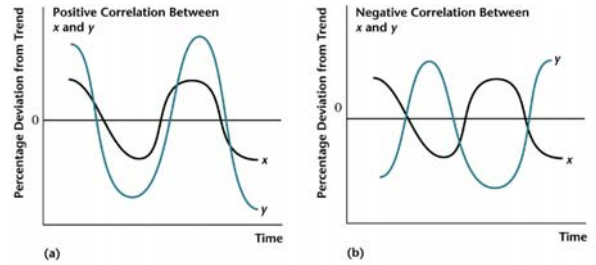 Positive Correlation Between
x and y
Percentage Deviation from Trend
0
x
y
Time
(a)
Negative Correlation Between
x and y
Percentage Deviation from Trend
0
y
x
Time
(b)